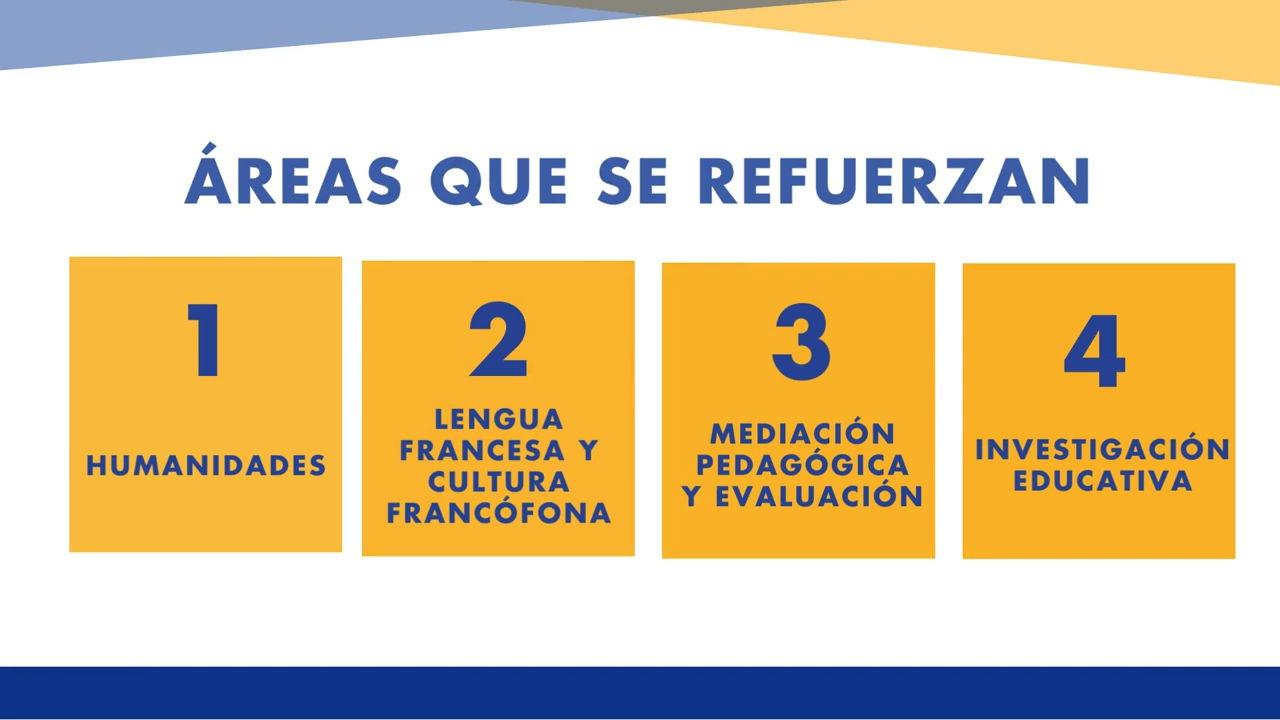 ÁREAS QUE SE REFUERZAN
1
HUMANIDADES
2
LENGUA
FRANCESA Y
CULTURA
FRANCÓFONA
3
MEDIACIÓN
PEDAGÓGICA
Y EVALUACIÓN
4
INVESTIGACIÓN
EDUCATIVA